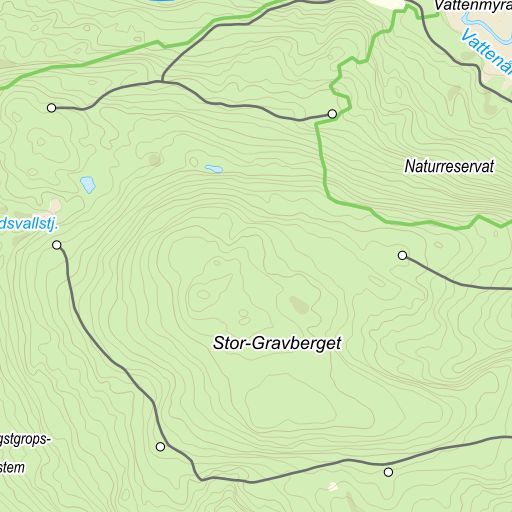 Vattenmyra
Vattenån
Naturreservat
dsvallstj.
Stor-Gravberget
gstgrops-
stem